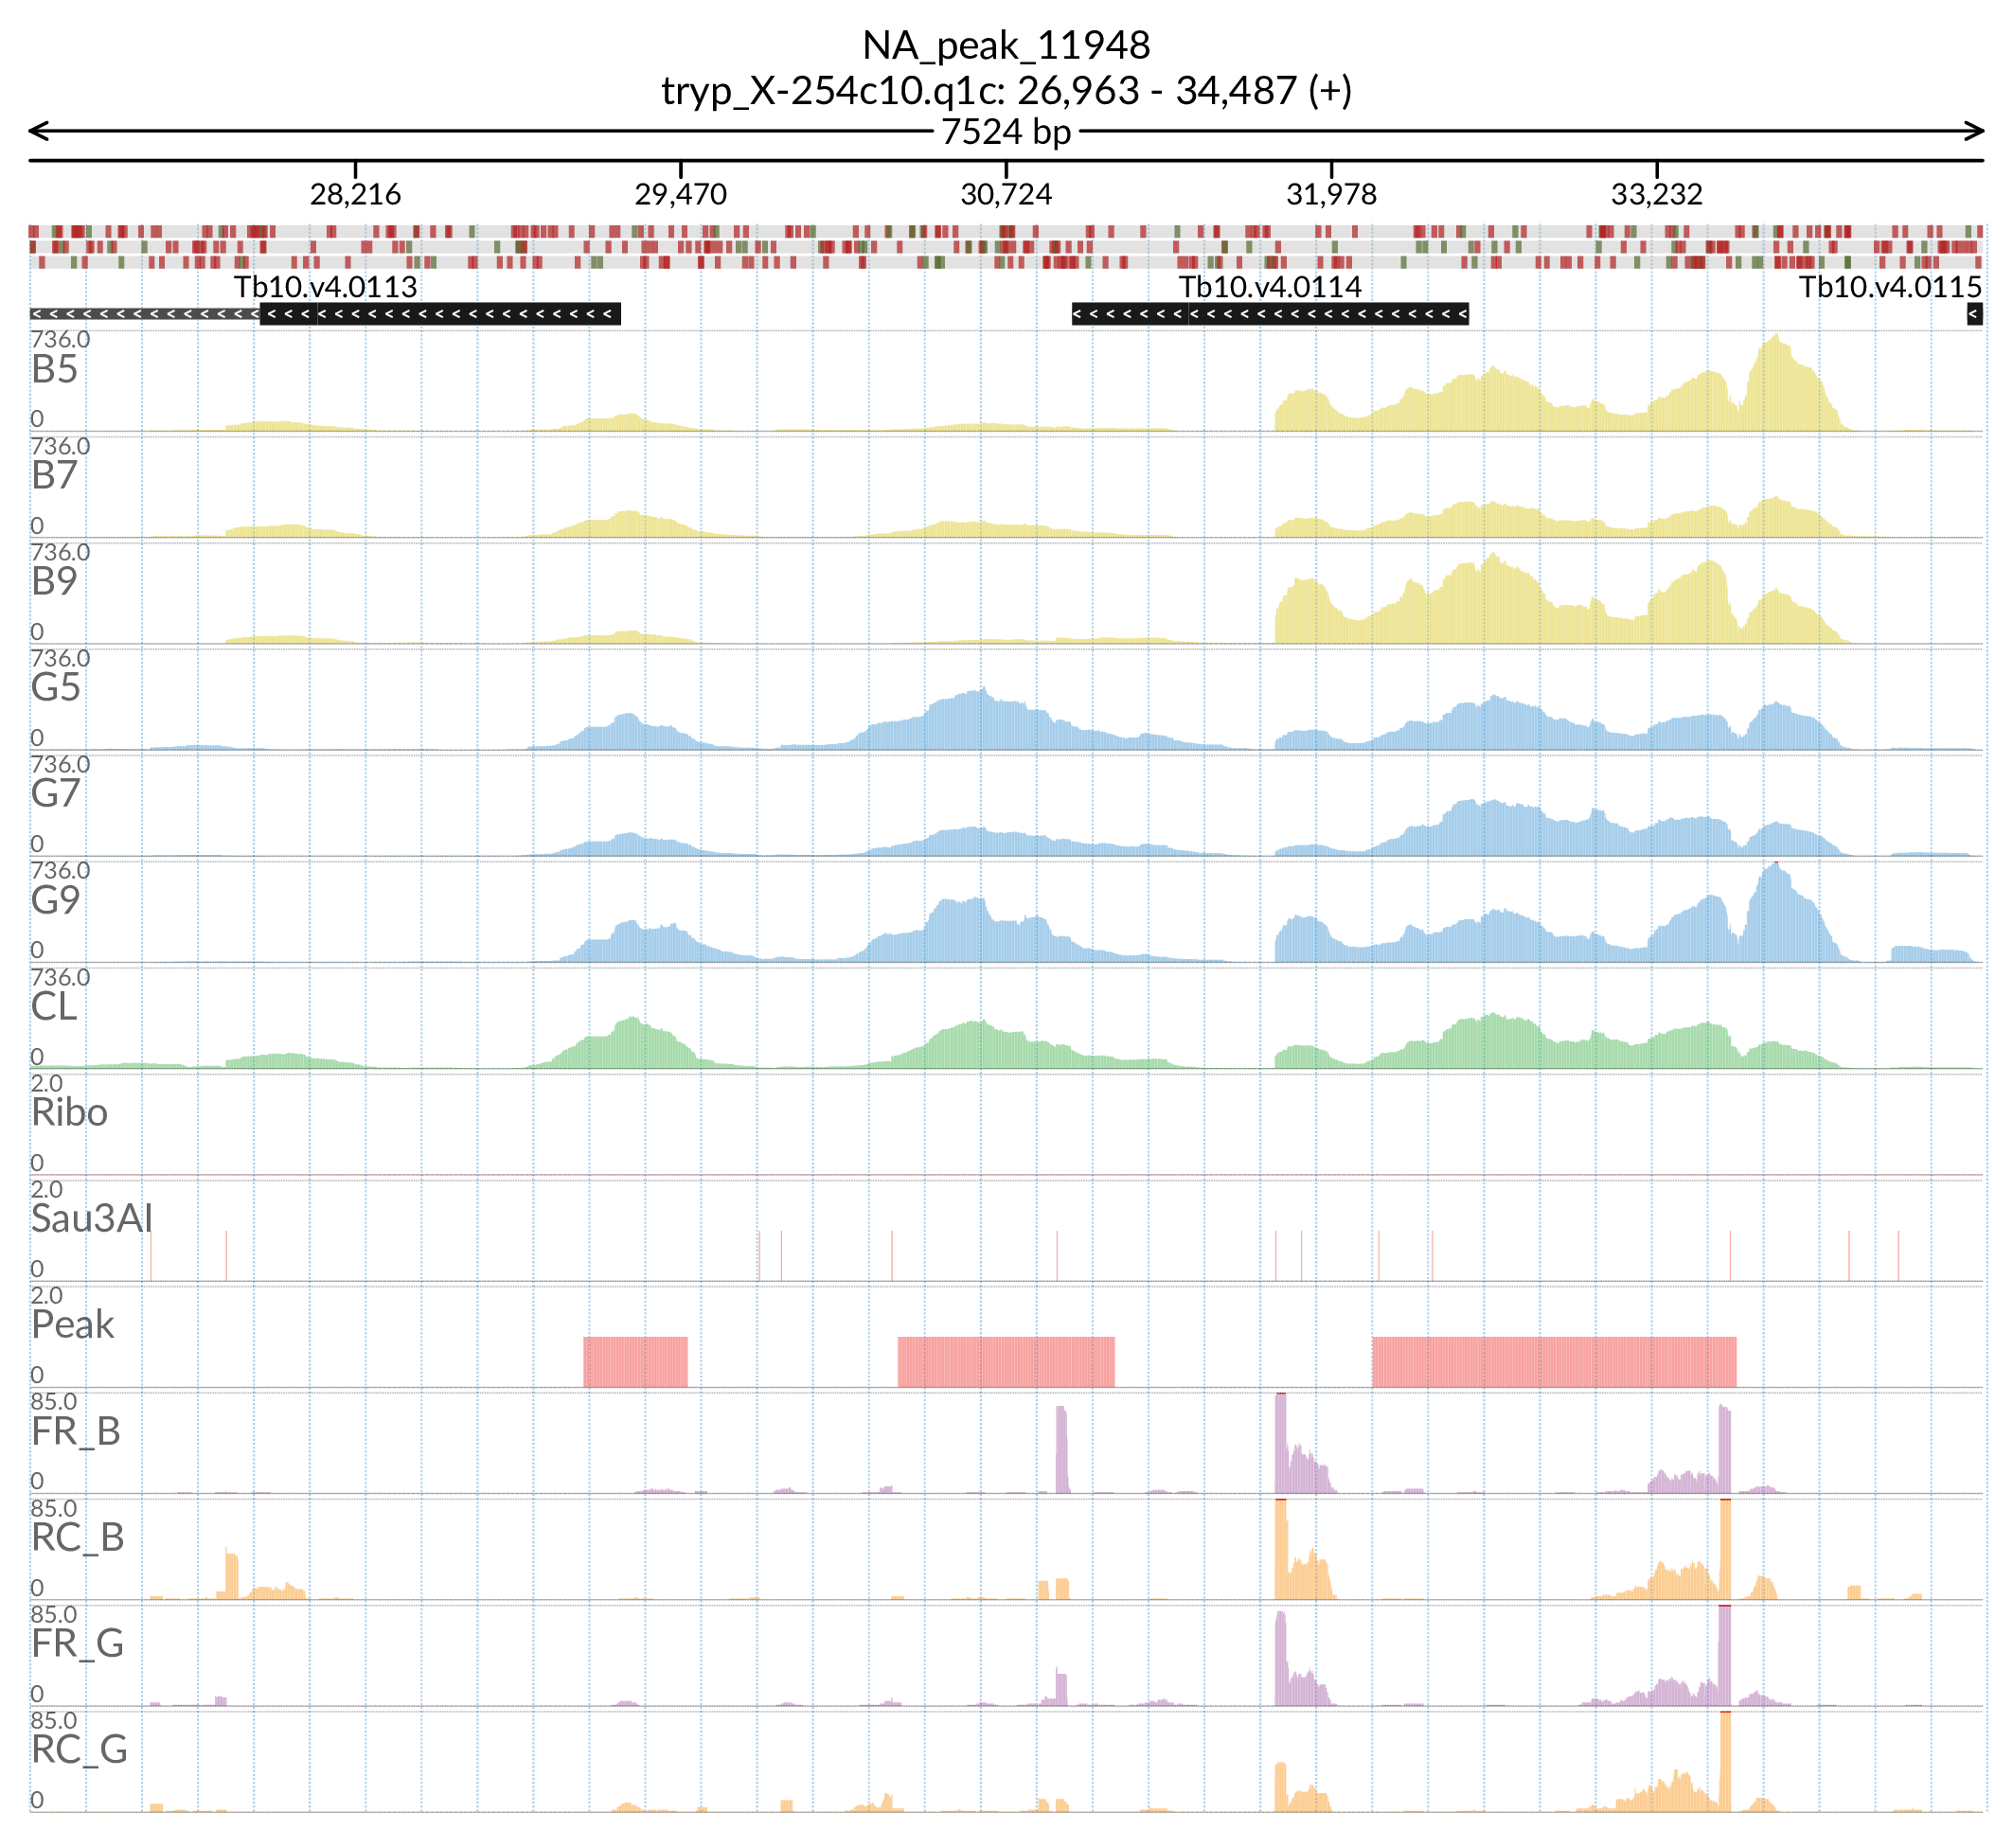 NA_peak_11948
tryp_X-254c10.q1c: 26,963 - 34,487 (+)
7524 bp
28,216 29,470 30,724 31,978 33,232
Tb10.v4.0113 Tb10.v4.0114 Tb10.v4.0115
736.0
B5
0
736.0
B7
0
736.0
B9
0
736.0
G5
0
736.0
G7
0
736.0
G9
0
736.0
CL
0
2.0
Ribo
0
2.0
Sau3AI
0
2.0
Peak
0
85.0
FR_B
0
85.0
RC_B
0
85.0
FR_G
0
85.0
RC_G
0